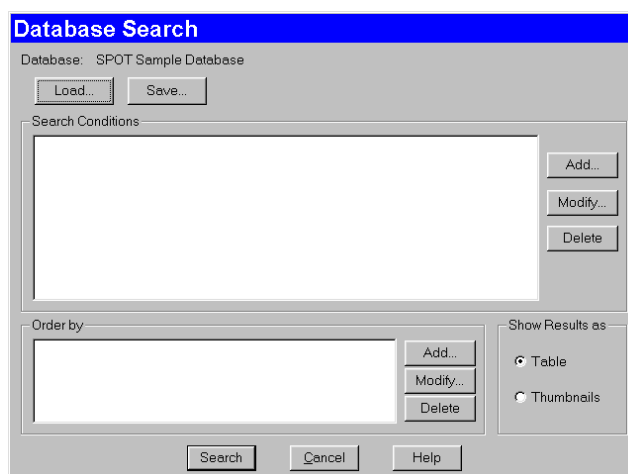 Database Search
Database: SPOT Sample Database
Load... Save...
Search Conditions
Add...
Modify...
Delete
Order by
Add...
Modify...
Delete
Show Results as
Table
Thumbnails
Search Cancel Help